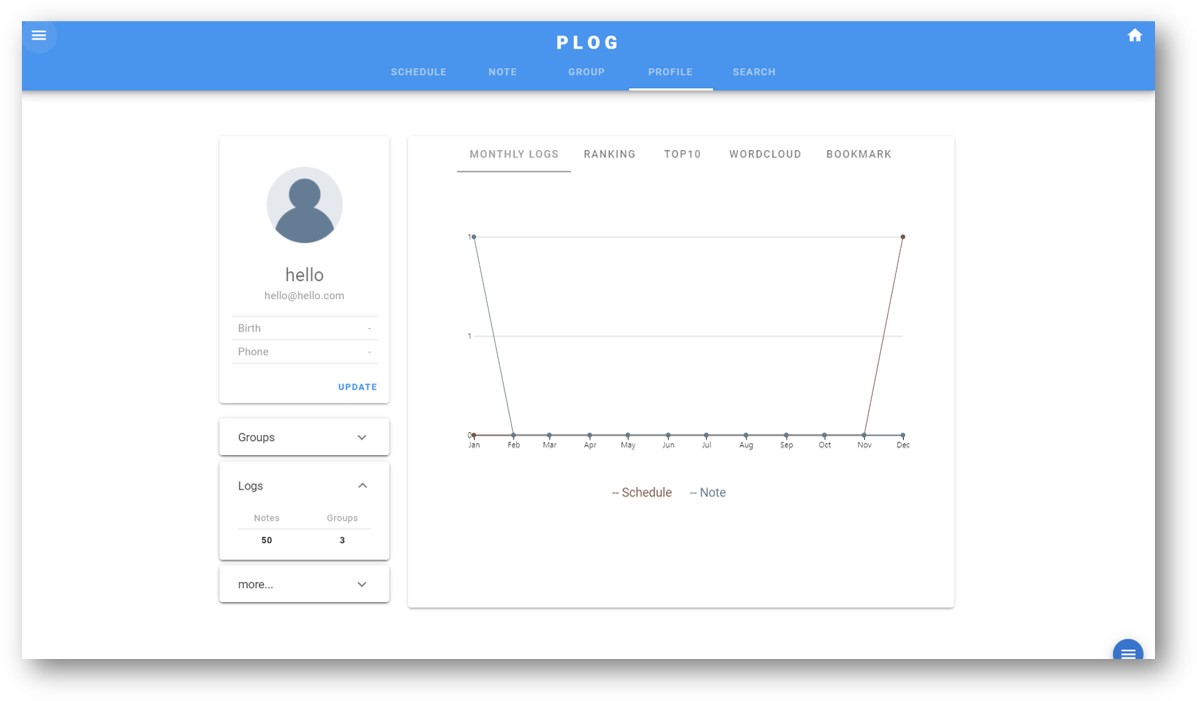 PLOG
SCHEDULE NOTE GROUP PROFILE SEARCH
hello
hello@hello.com
Birth -
Phone -
UPDATE
Groups
Logs
Notes Groups
50 3
more...
MONTHLY LOGS RANKING TOP10 WORDCLOUD BOOKMARK
1
1
0
Jan Feb Mar Apr May Jun Jul Aug Sep Oct Nov Dec
-- Schedule -- Note